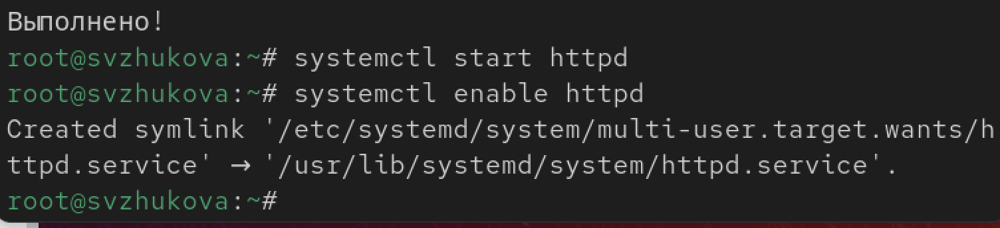 Выполнено!
root@svzhukova:~# systemctl start httpd
root@svzhukova:~# systemctl enable httpd
Created symlink '/etc/systemd/system/multi-user.target.wants/h
ttpd.service' → '/usr/lib/systemd/system/httpd.service'.
root@svzhukova:~#